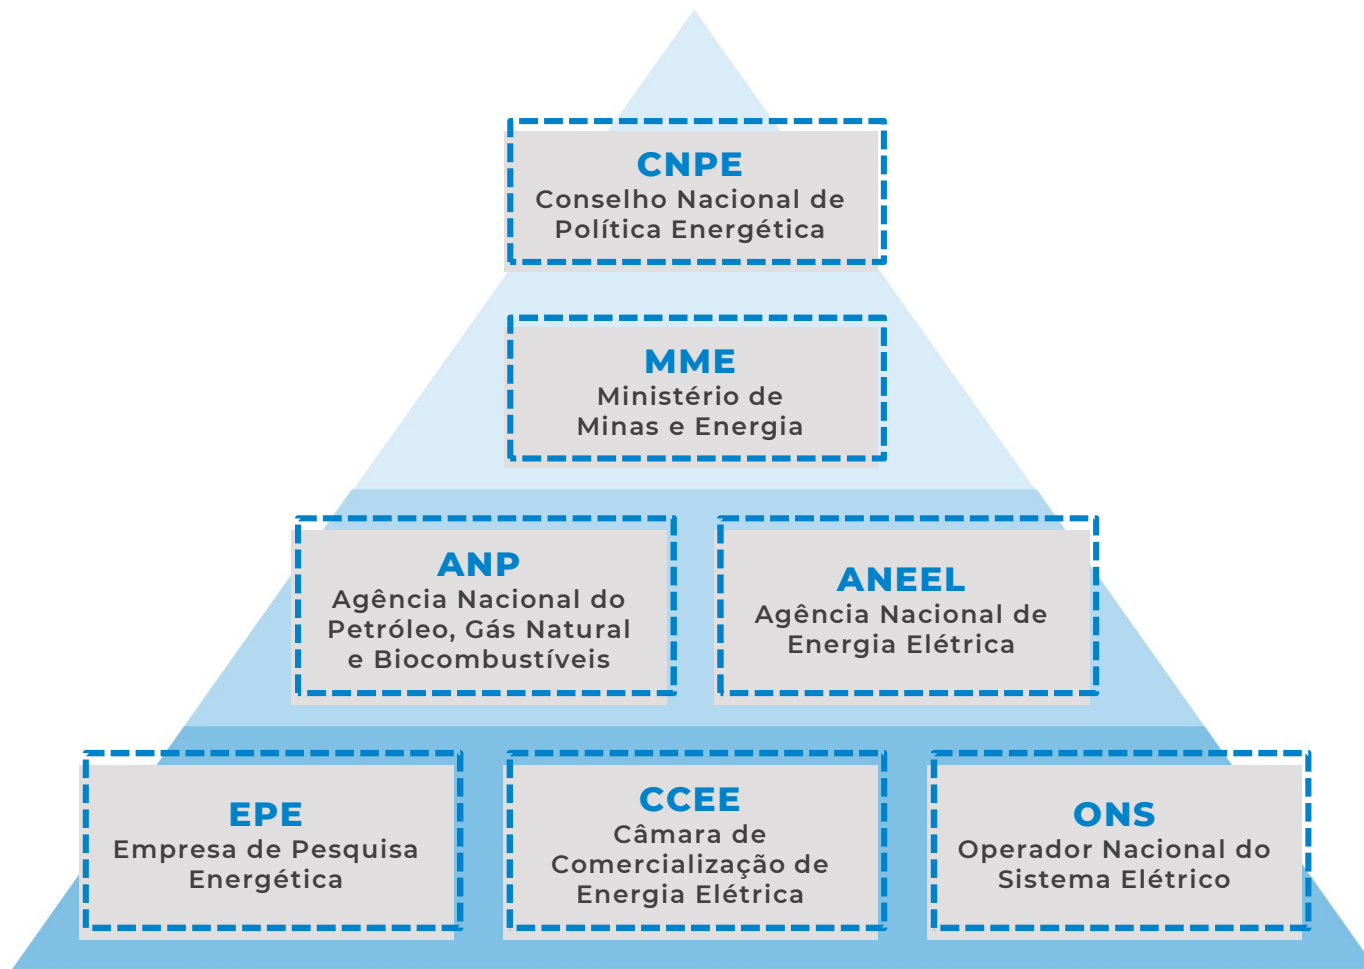 CNPE
Conselho Nacional de
Política Energética
MME
Ministério de
Minas e Energia
ANP
Agência Nacional do
Petróleo, Gás Natural
e Biocombustíveis
ANEEL
Agência Nacional de
Energia Elétrica
EPE
Empresa de Pesquisa
Energética
CCEE
Câmara de
Comercialização de
Energia Elétrica
ONS
Operador Nacional do
Sistema Elétrico